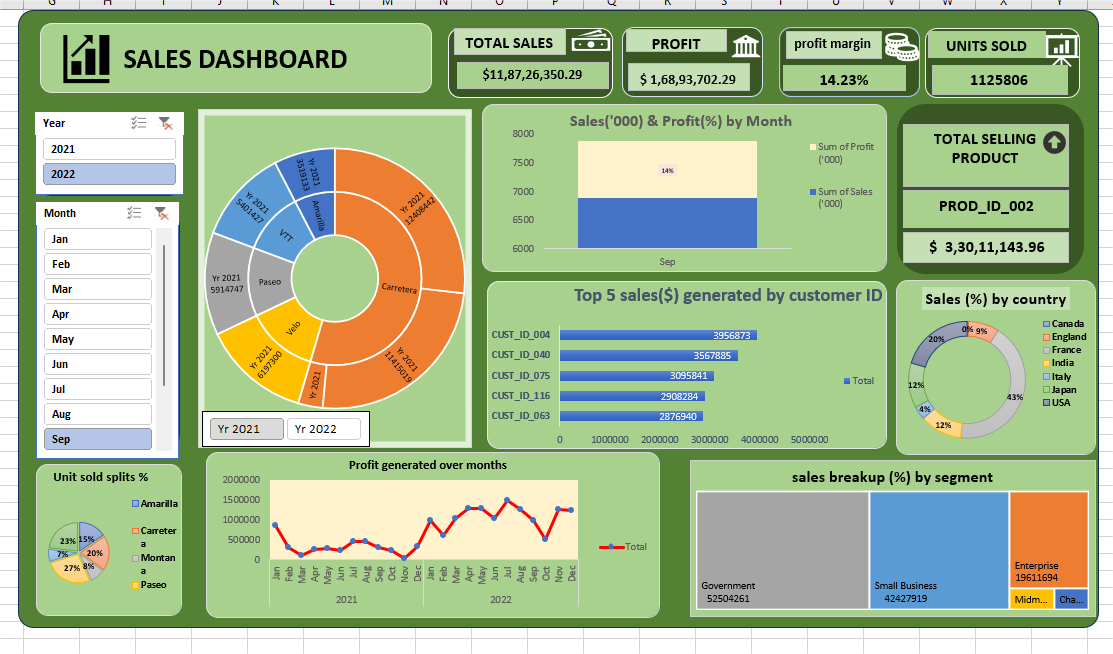 G H I J K L M N O P Q R S T U V W X Y
SALES DASHBOARD
TOTAL SALES
$11,87,26,350.29
PROFIT
$ 1,68,93,702.29
profit margin
14.23%
UNITS SOLD
1125806
Year
2021
2022
Month
Jan
Feb
Mar
Apr
May
Jun
Jul
Aug
Sep
Yr 2021
3519133
Amarilla
Yr 2021
5401427
VTT
Yr 2021
12408442
Yr 2021
5914747
Paseo
Carretera
Velo
Yr 2021
6197300
Yr 2021
Yr 2021
11415019
Yr 2021
Yr 2022
Sales('000) & Profit(%) by Month
8000
7500
7000
6500
6000
14%
Sep
Sum of Profit
('000)
Sum of Sales
('000)
TOTAL SELLING
PRODUCT
PROD_ID_002
$ 3,30,11,143.96
Top 5 sales($) generated by customer ID
CUST_ID_004 3956873
CUST_ID_040 3567885
CUST_ID_075 3095841
CUST_ID_116 2908284
CUST_ID_063 2876940
Total
0 1000000 2000000 3000000 4000000 5000000
Sales (%) by country
0% 9%
20%
12%
43%
4%
12%
Canada
England
France
India
Italy
Japan
USA
Unit sold splits %
23% 15%
7% 20%
27% 8%
Amarilla
Carreter
a
Montan
a
Paseo
Profit generated over months
2000000
1500000
1000000
500000
0
Jan Feb Mar Apr May Jun Jul Aug Sep Oct Nov Dec Jan Feb Mar Apr May Jun Jul Aug Sep Oct Nov Dec
2021 2022
Total
sales breakup (%) by segment
Government
52504261
Small Business
42427919
Enterprise
19611694
Midm...
Cha...